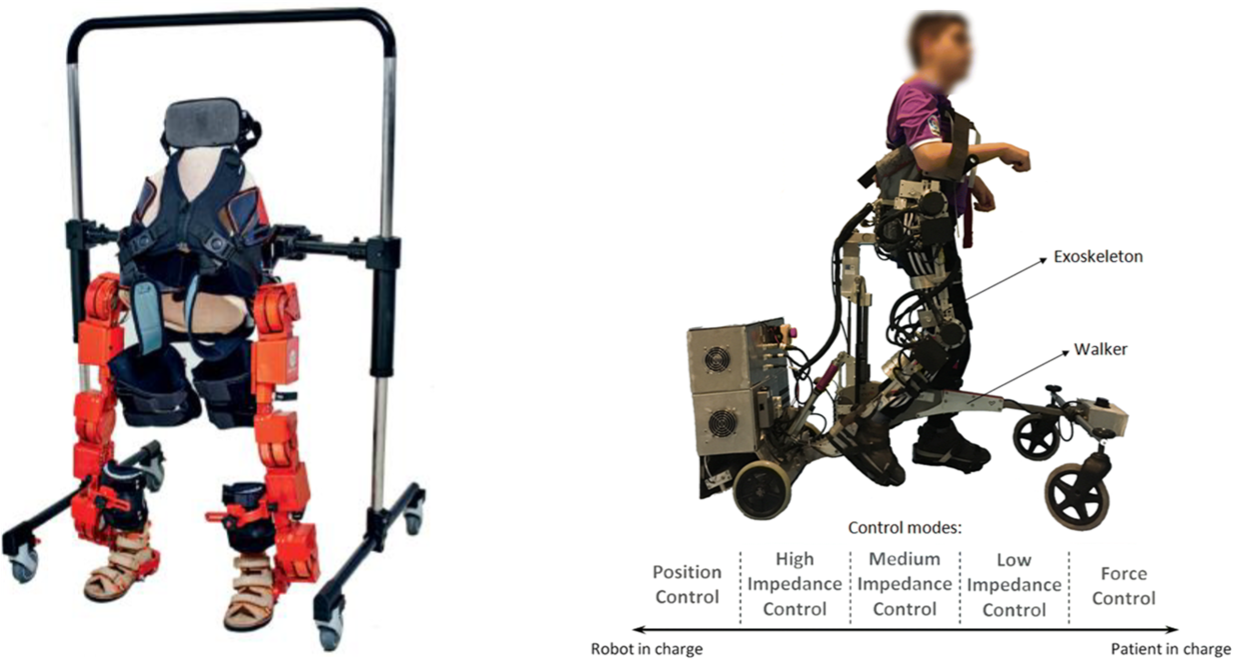 Exoskeleton
Walker
Control modes:
Position
Control
High
Impedance
Control
Medium
Impedance
Control
Low
Impedance
Control
Force
Control
Robot in charge
Patient in charge